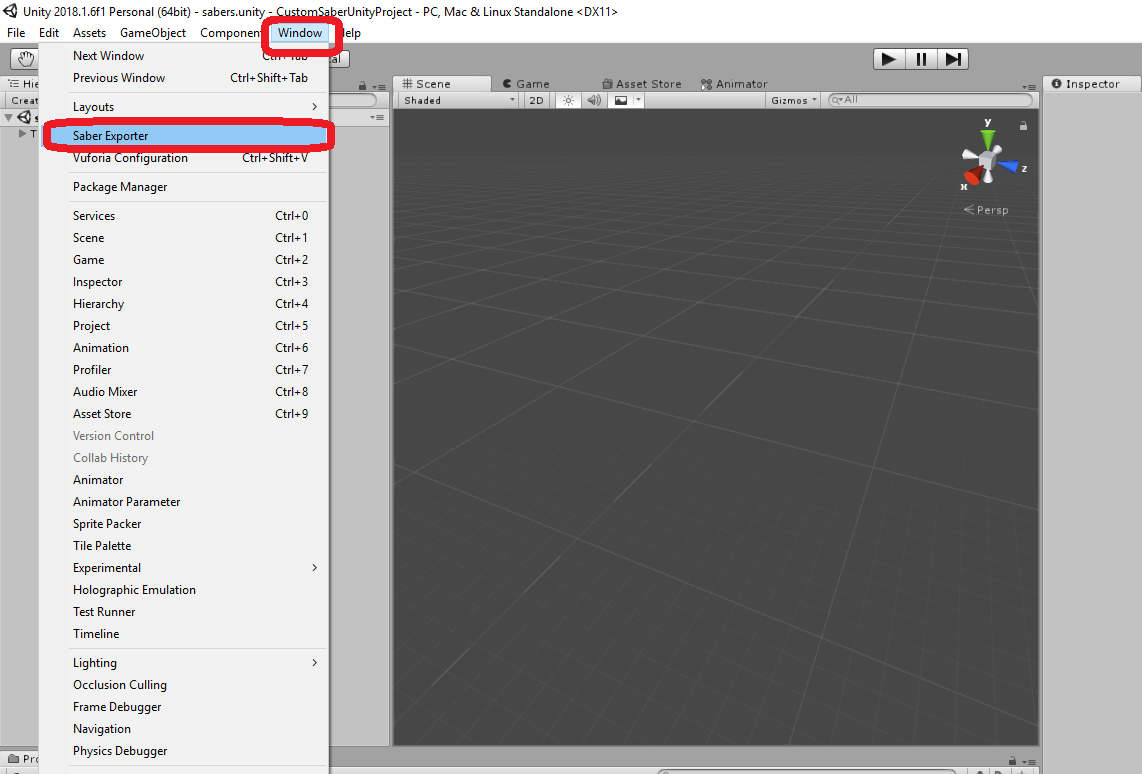 Unity 2018.1.6f1 Personal (64bit) - sabers.unity - CustomSaberUnityProject - PC, Mac & Linux Standalone <DX11>
File Edit Assets GameObject Componen Window elp
Next Window Ctrl+Tab
Previous Window Ctrl+Shift+Tab
Hie
Scene Game Asset Store Animator Inspector
Creat
Shaded 2D Gizmos All
Layouts
Saber Exporter
Vuforia Configuration Ctrl+Shift+V
Package Manager
Services Ctrl+0
Scene Ctrl+1
Game Ctrl+2
Inspector Ctrl+3
Hierarchy Ctrl+4
Project Ctrl+5
Animation Ctrl+6
Profiler Ctrl+7
Audio Mixer Ctrl+8
Asset Store Ctrl+9
Version Control
Collab History
Animator
Animator Parameter
Sprite Packer
Tile Palette
Experimental
Holographic Emulation
Test Runner
Timeline
Lighting
Occlusion Culling
Frame Debugger
Navigation
Physics Debugger
y
z
x
Persp
Pro